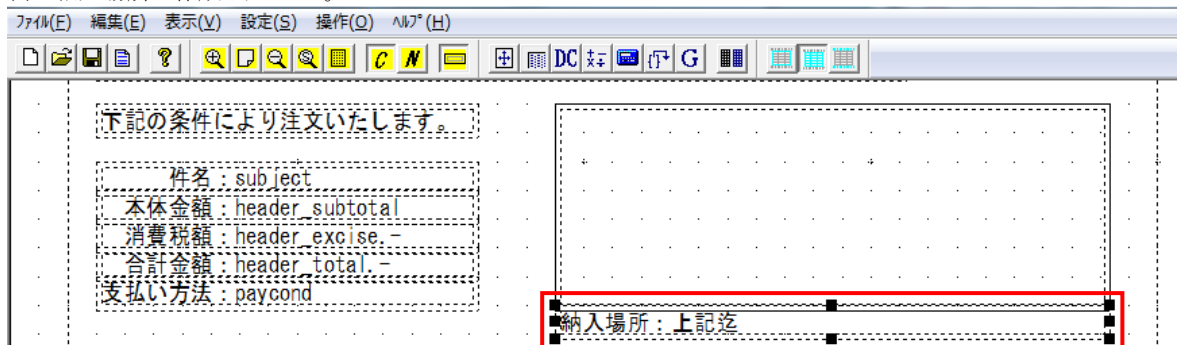 ﾌｧｲﾙ(F) 編集(E) 表示(V) 設定(S) 操作(O) ﾍﾙﾌﾟ(H)
C N DC G
下記の条件により注文いたします。
件名：subject
本体金額：header_subtotal
消費税額：header_excise.-
合計金額：header_total.-
支払い方法：paycond
納入場所：上記迄